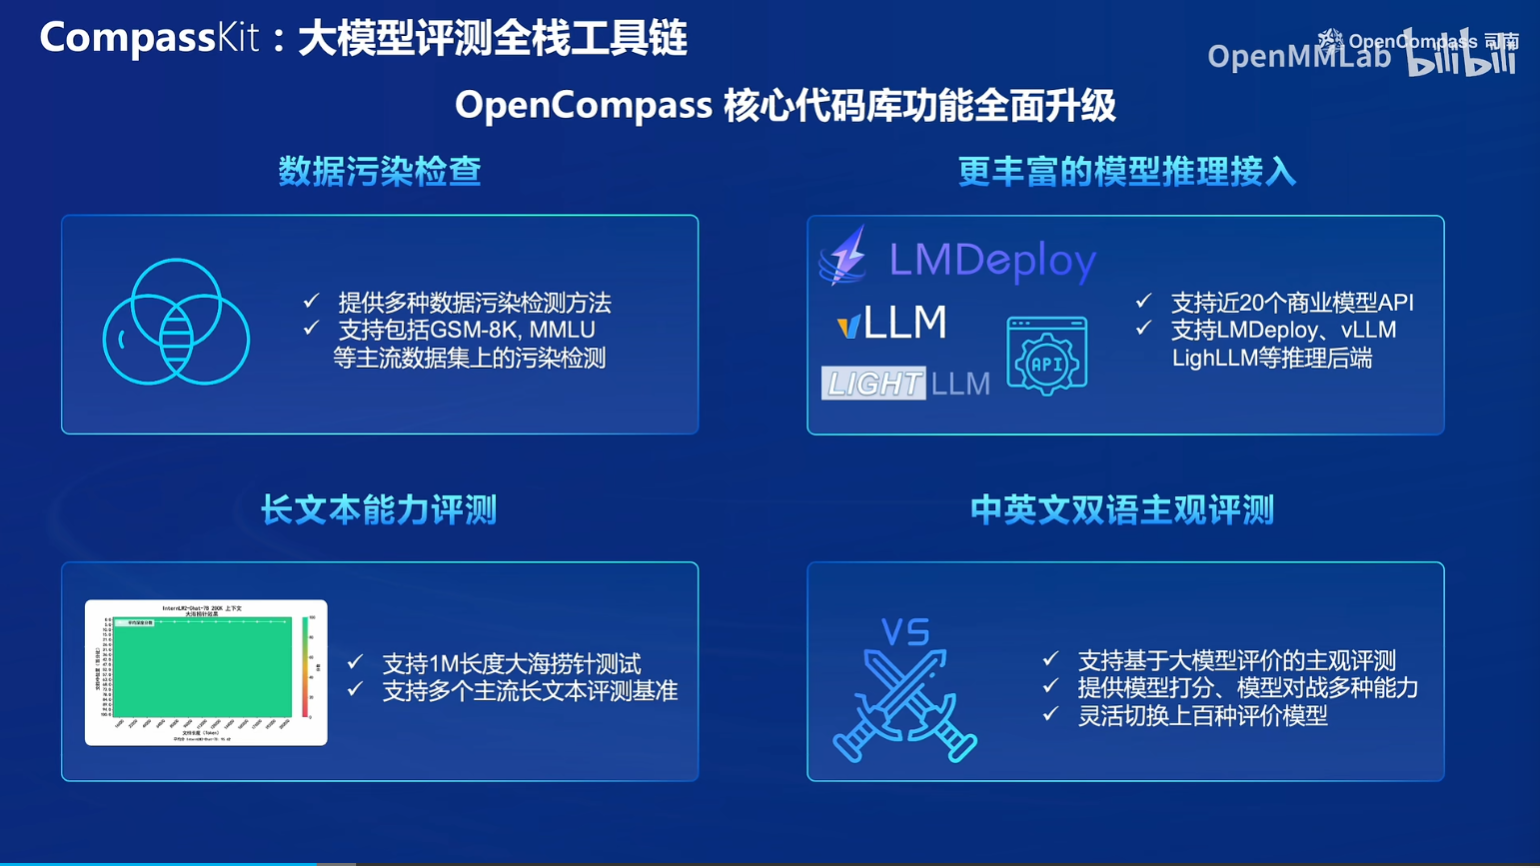 CompassKit：大模型评测全栈工具链
OpenMMLab
OpenCompass 司南
bilibili
OpenCompass 核心代码库功能全面升级
数据污染检查
✓ 提供多种数据污染检测方法
✓ 支持包括GSM-8K, MMLU
等主流数据集上的污染检测
更丰富的模型推理接入
LMDeploy
vLLM
LIGHT LLM
API
✓ 支持近20个商业模型API
✓ 支持LMDeploy、vLLM
LighLLM等推理后端
长文本能力评测
InternLM2-Chat-7B 200K 上下文
大海捞针效果
✓ 支持1M长度大海捞针测试
✓ 支持多个主流长文本评测基准
中英文双语主观评测
VS
✓ 支持基于大模型评价的主观评测
✓ 提供模型打分、模型对战多种能力
✓ 灵活切换上百种评价模型